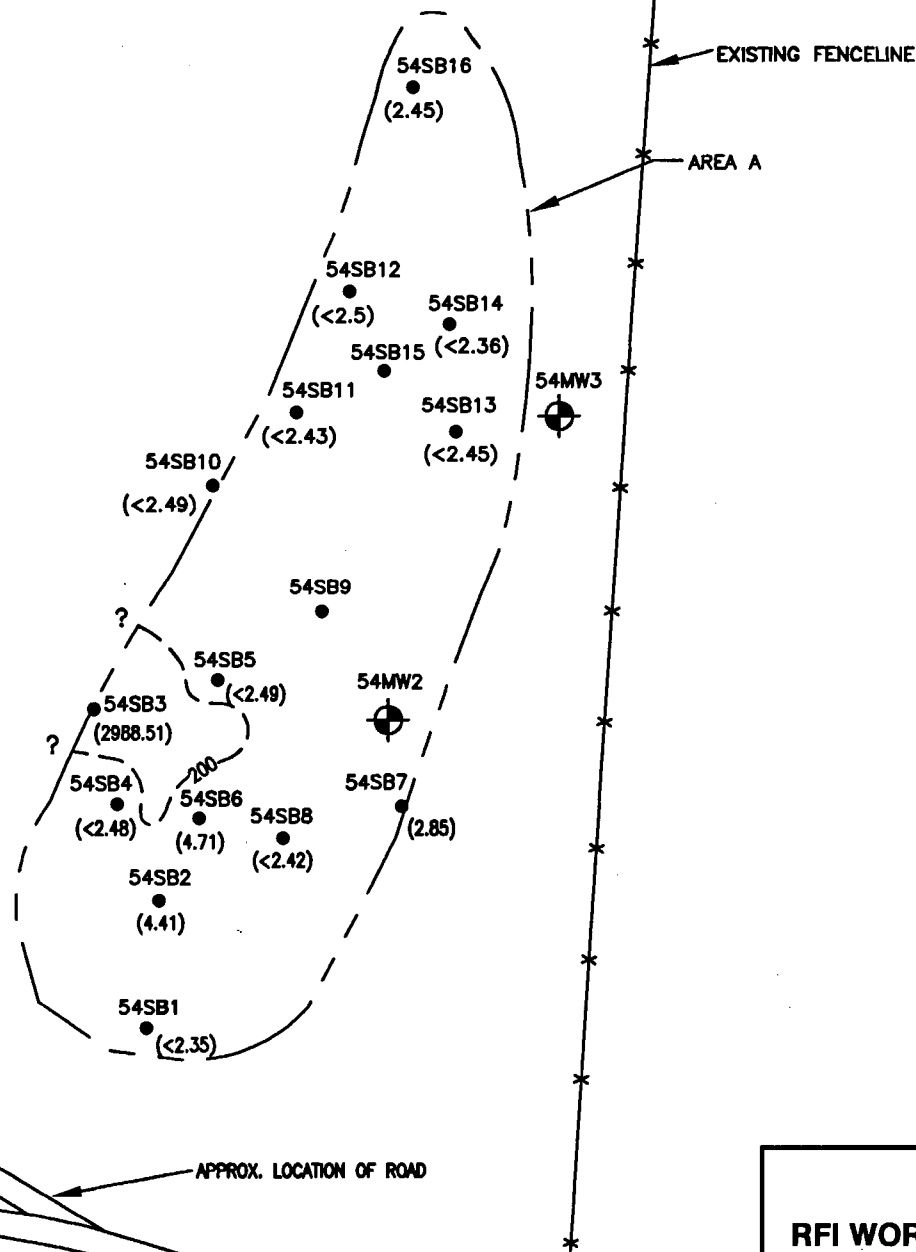 EXISTING FENCELINE
54SB16
(2.45)
AREA A
54SB12
(<2.5)
54SB14
(<2.36)
54SB15
54MW3
54SB11
(<2.43)
54SB13
(<2.45)
54SB10
(<2.49)
54SB9
?
54SB5
(<2.49)
54MW2
54SB3
(2988.51)
?
200
54SB4
(<2.48)
54SB6
(4.71)
54SB7
(2.85)
54SB8
(<2.42)
54SB2
(4.41)
54SB1
(<2.35)
APPROX. LOCATION OF ROAD
RFI WOR